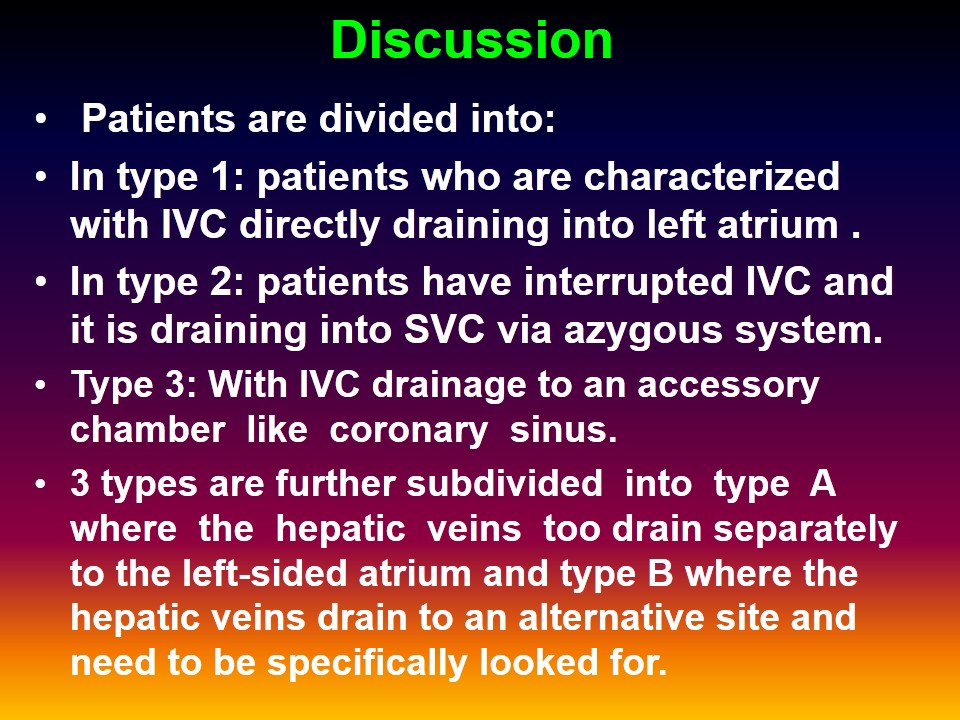 Discussion
• Patients are divided into:
• In type 1: patients who are characterized
with IVC directly draining into left atrium .
• In type 2: patients have interrupted IVC and
it is draining into SVC via azygous system.
• Type 3: With IVC drainage to an accessory
chamber like coronary sinus.
• 3 types are further subdivided into type A
where the hepatic veins too drain separately
to the left-sided atrium and type B where the
hepatic veins drain to an alternative site and
need to be specifically looked for.